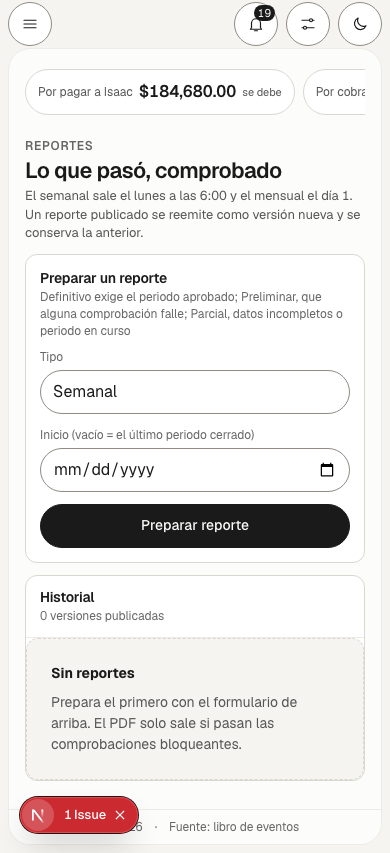 19
Por pagar a Isaac $184,680.00 se debe
Por cobra
REPORTES
Lo que pasó, comprobado
El semanal sale el lunes a las 6:00 y el mensual el día 1.
Un reporte publicado se reemite como versión nueva y se
conserva la anterior.
Preparar un reporte
Definitivo exige el periodo aprobado; Preliminar, que
alguna comprobación falle; Parcial, datos incompletos o
periodo en curso
Tipo
Semanal
Inicio (vacío = el último periodo cerrado)
mm/dd/yyyy
Preparar reporte
Historial
0 versiones publicadas
Sin reportes
Prepara el primero con el formulario de
arriba. El PDF solo sale si pasan las
comprobaciones bloqueantes.
N 1 Issue
26 · Fuente: libro de eventos